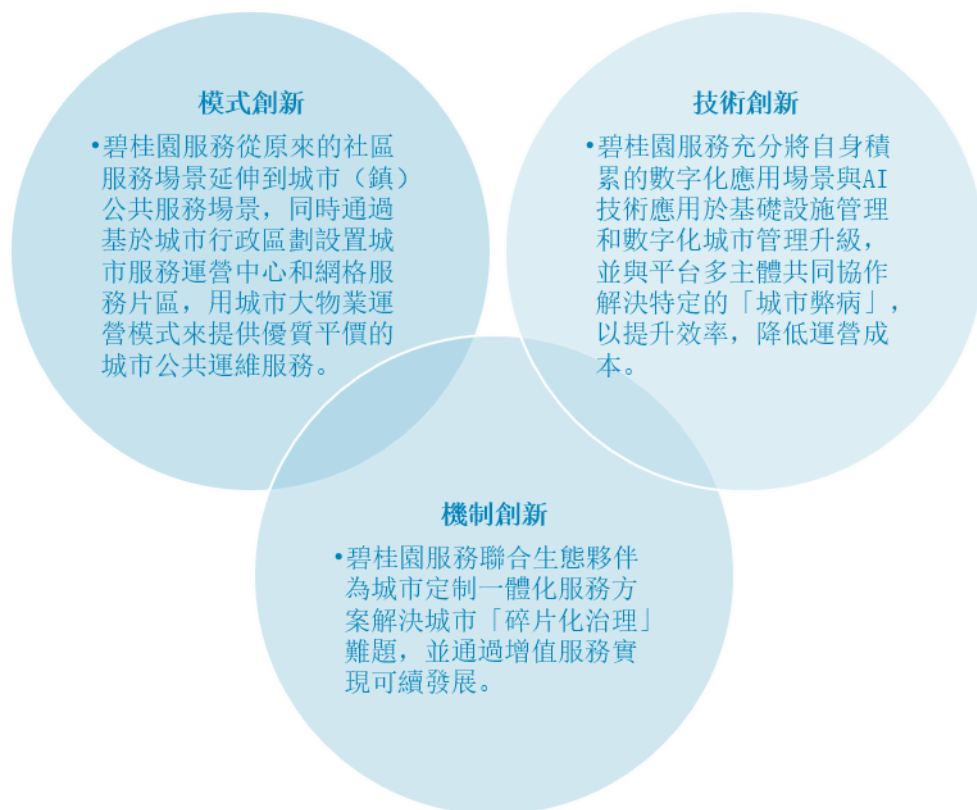 模式創新
•碧桂園服務從原來的社區
服務場景延伸到城市（鎮）
公共服務場景，同時通過
基於城市行政區劃設置城
市服務運營中心和網格服
務片區，用城市大物業運
營模式來提供優質平價的
城市公共運維服務。
技術創新
•碧桂園服務充分將自身積
累的數字化應用場景與AI
技術應用於基礎設施管理
和數字化城市管理升級，
並與平台多主體共同協作
解決特定的「城市弊病」，
以提升效率，降低運營成
本。
機制創新
•碧桂園服務聯合生態夥伴
為城市定制一體化服務方
案解決城市「碎片化治理」
難題，並通過增值服務實
現可續發展。